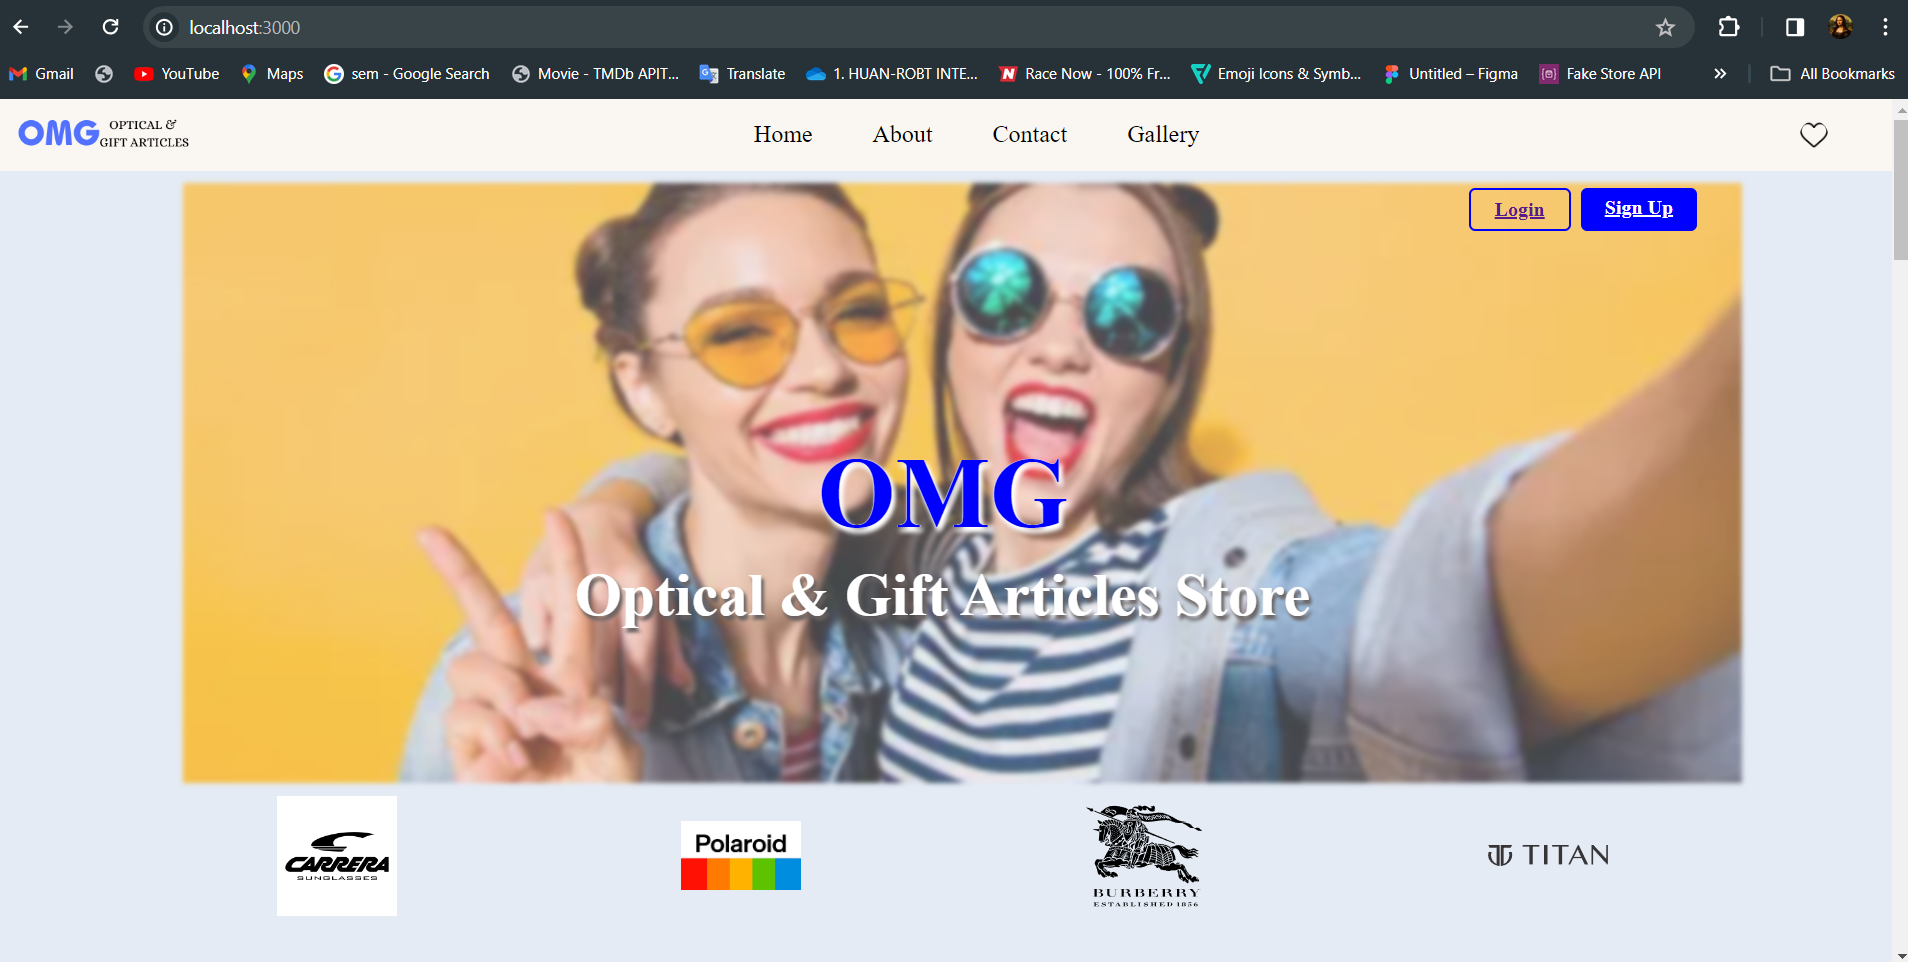 localhost:3000
Gmail YouTube Maps sem - Google Search Movie - TMDb APIT... Translate 1. HUAN-ROBT INTE... Race Now - 100% Fr... Emoji Icons & Symb... Untitled – Figma Fake Store API » All Bookmarks
OMG OPTICAL &
GIFT ARTICLES
Home About Contact Gallery
Login Sign Up
OMG
Optical & Gift Articles Store
CARRERA
SUNGLASSES
Polaroid
BURBERRY
ESTABLISHED 1856
TITAN